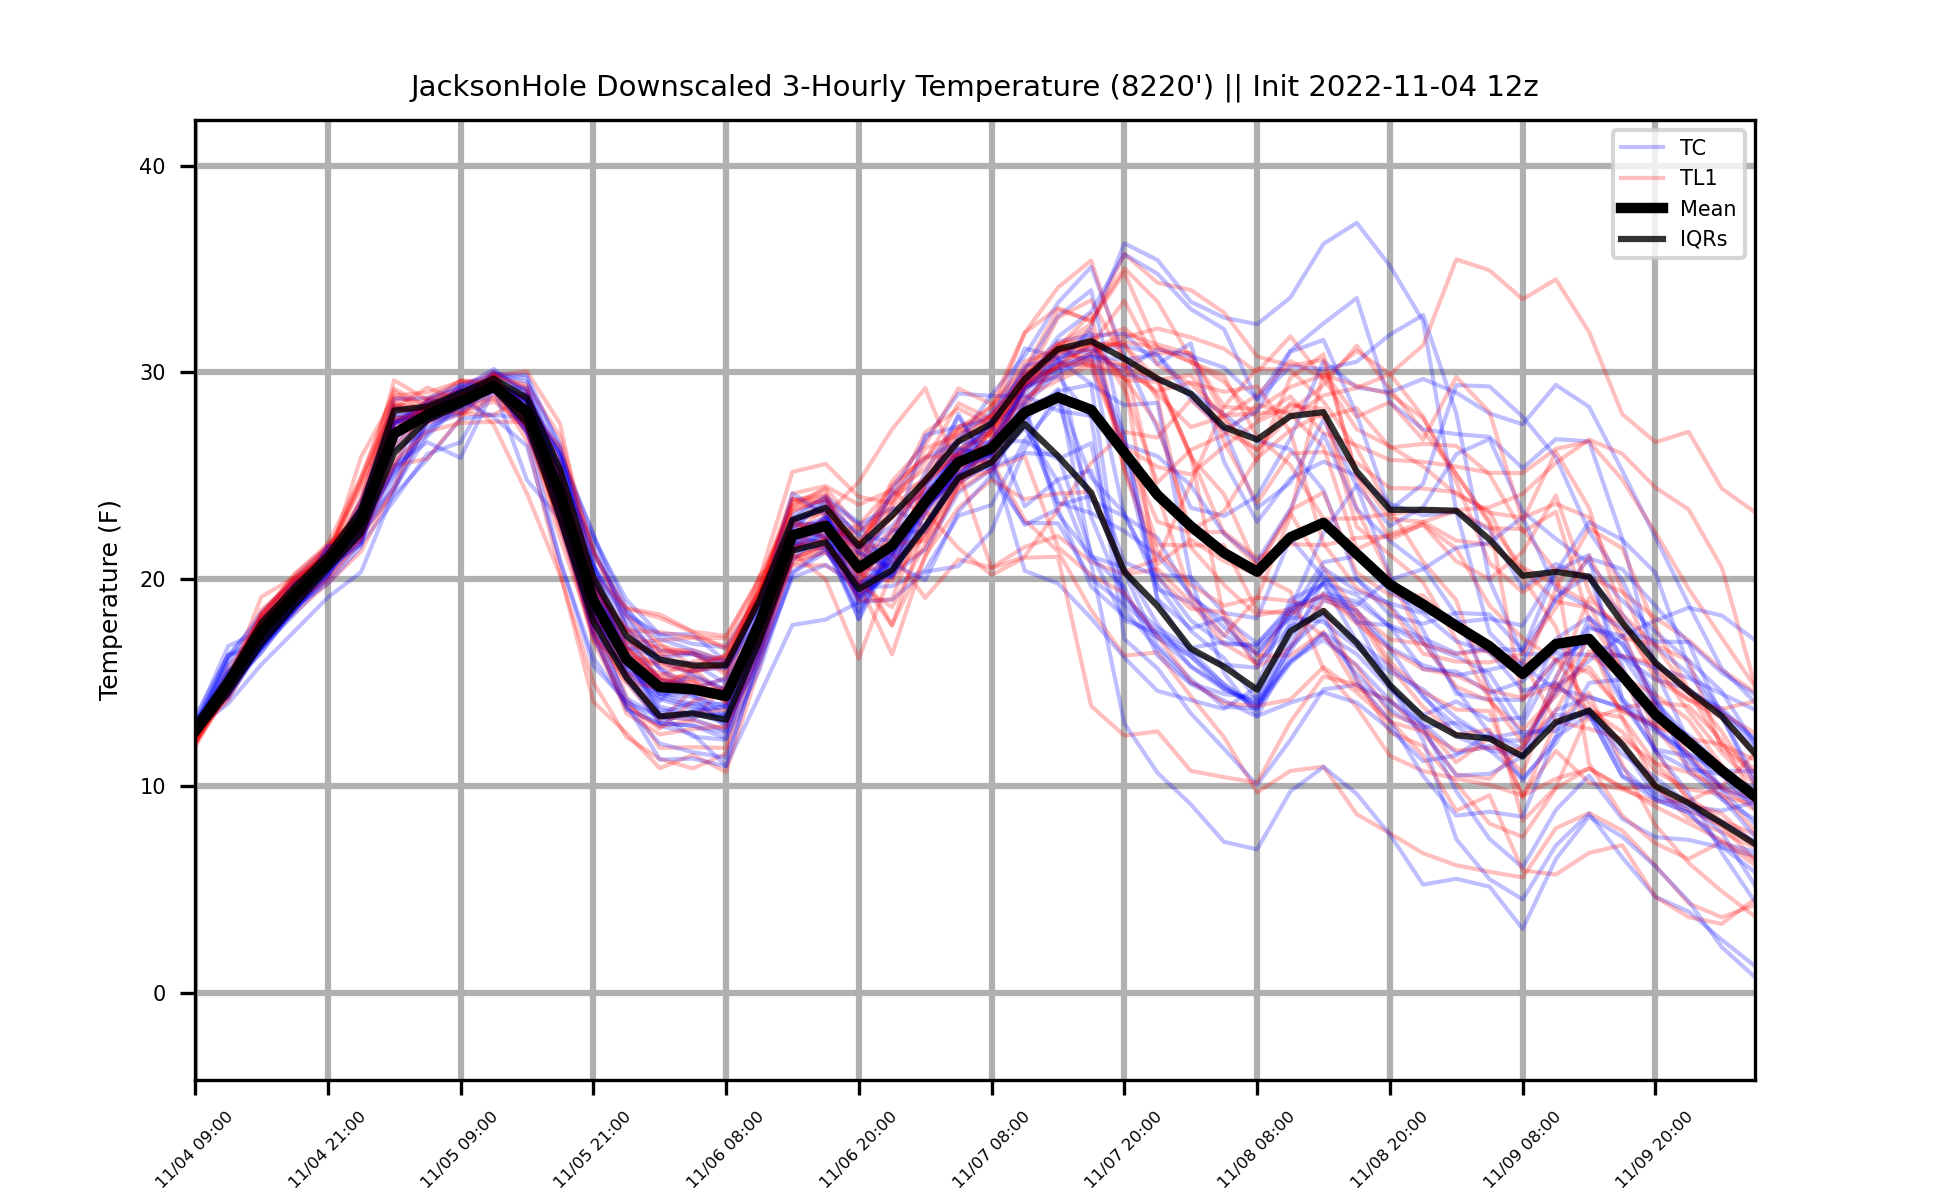 JacksonHole Downscaled 3-Hourly Temperature (8220') || Init 2022-11-04 12z
TC
TL1
Mean
IQRs
Temperature (F)
40
30
20
10
0
11/04 09:00
11/04 21:00
11/05 09:00
11/05 21:00
11/06 08:00
11/06 20:00
11/07 08:00
11/07 20:00
11/08 08:00
11/08 20:00
11/09 08:00
11/09 20:00